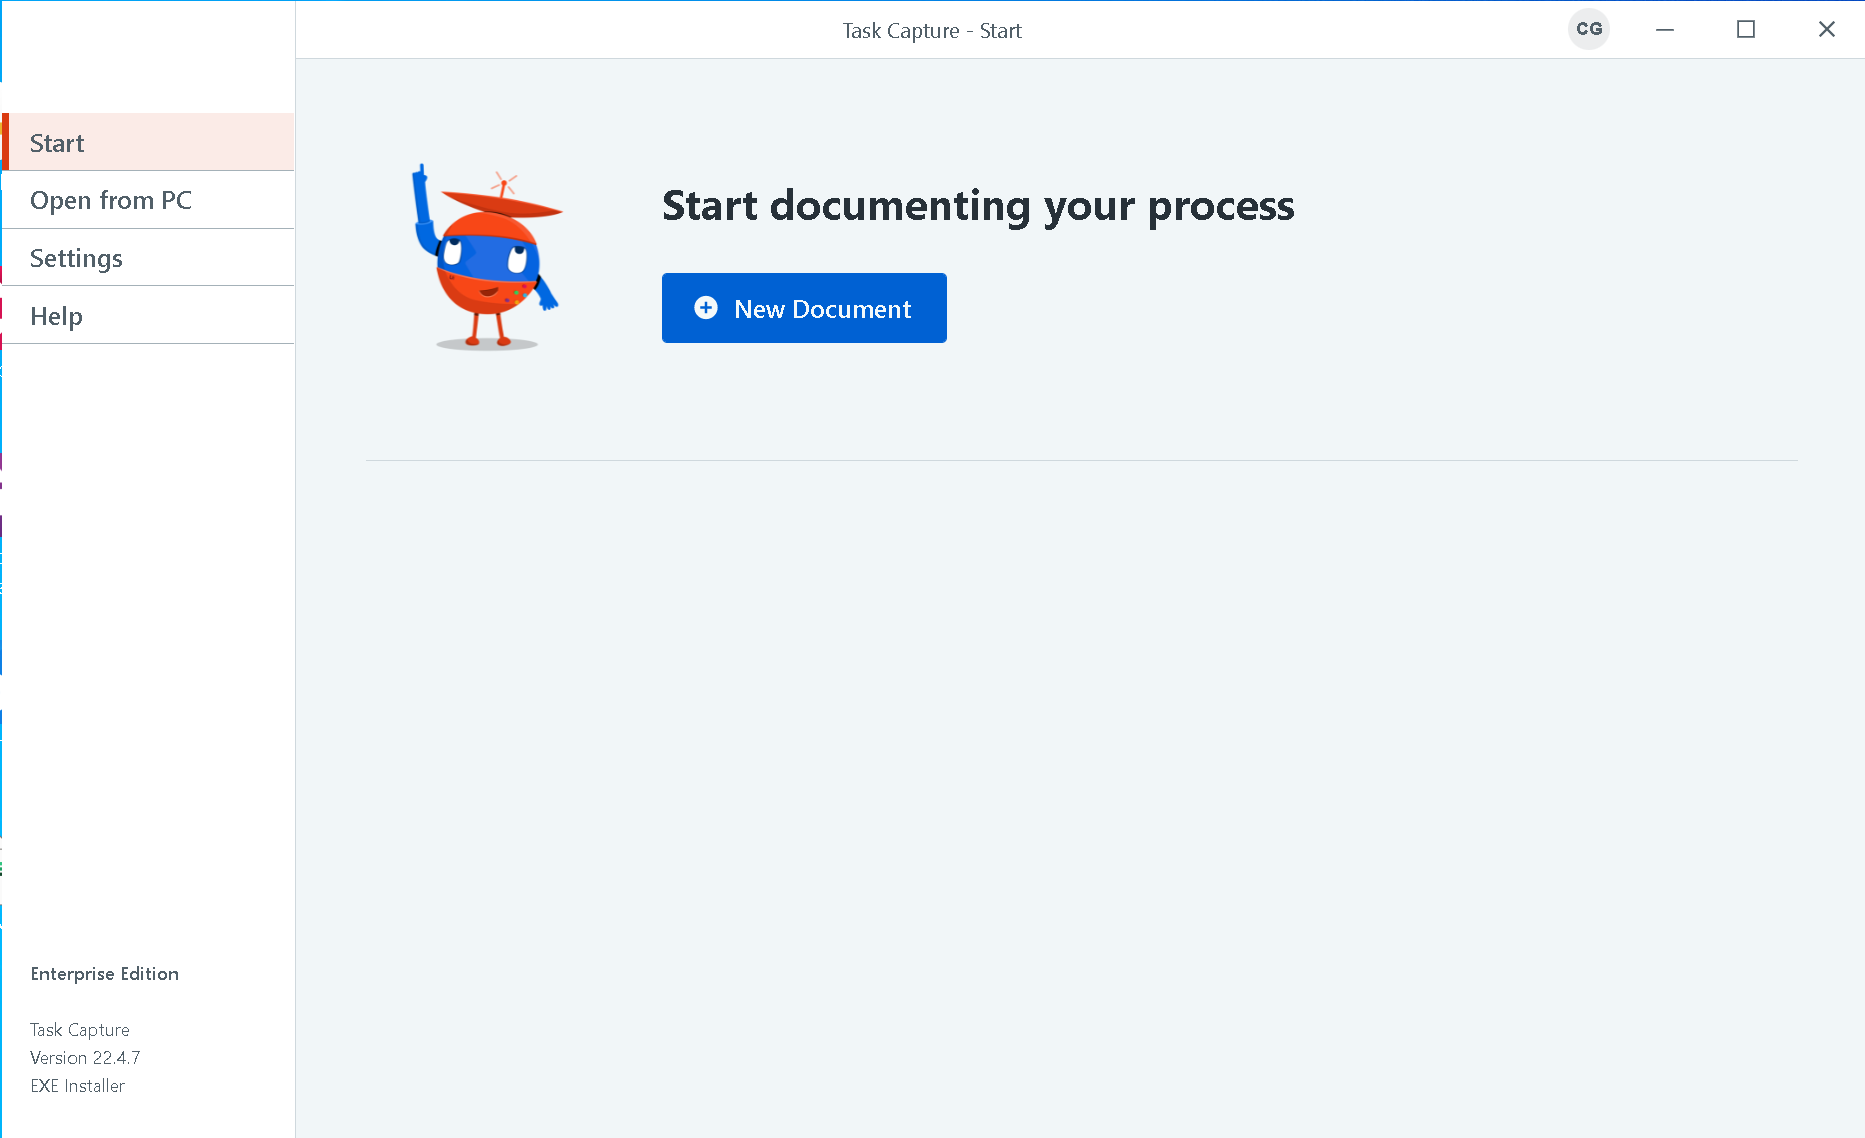 Task Capture - Start
CG
Start
Open from PC
Settings
Help
Start documenting your process
New Document
Enterprise Edition
Task Capture
Version 22.4.7
EXE Installer